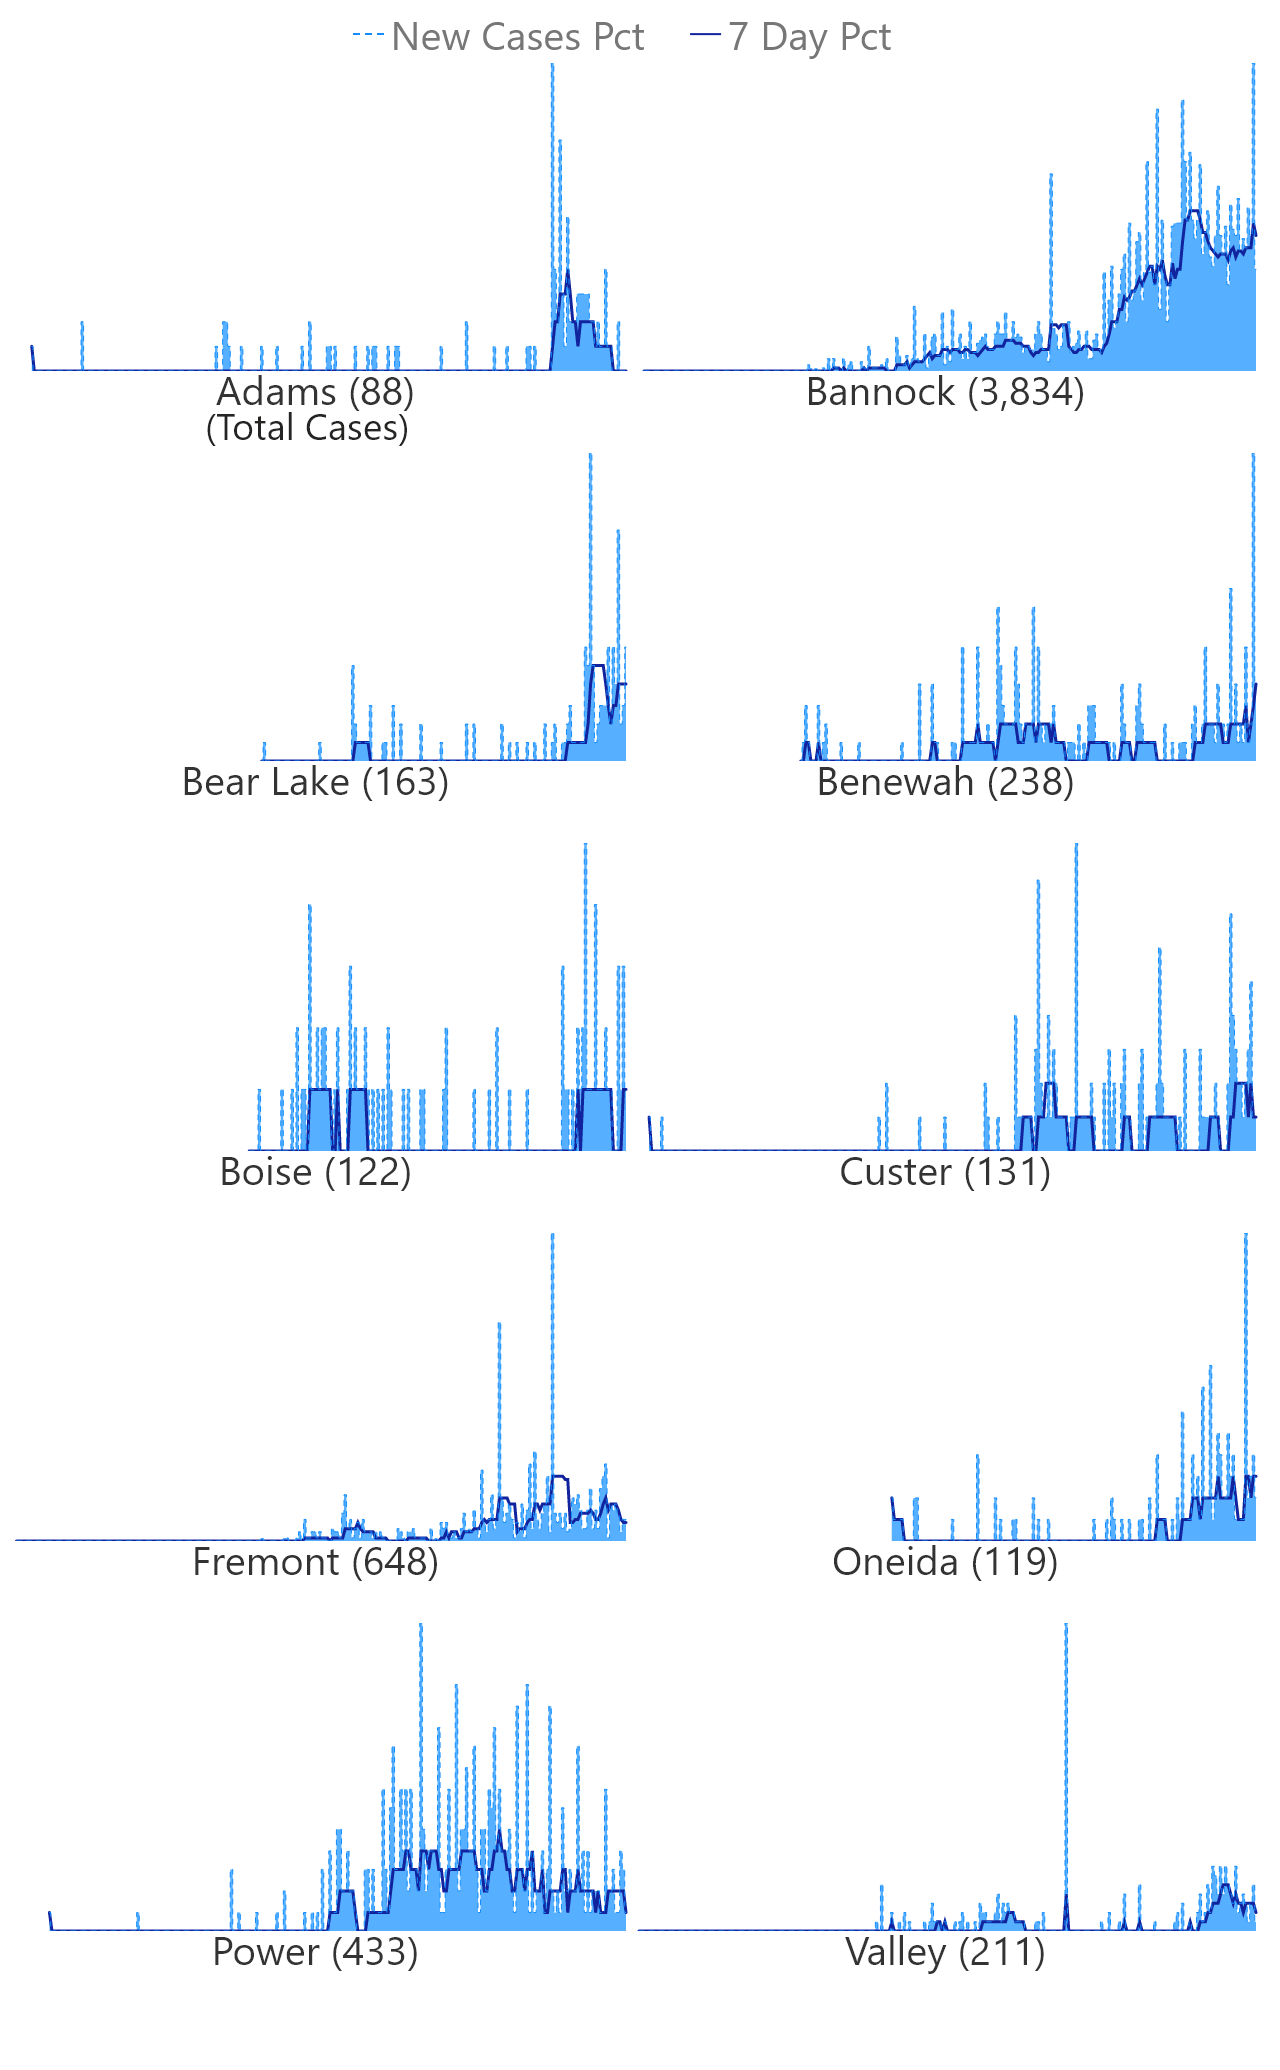 New Cases Pct 7 Day Pct
Adams (88) Bannock (3,834)
(Total Cases)
Bear Lake (163) Benewah (238)
Boise (122) Custer (131)
Fremont (648) Oneida (119)
Power (433) Valley (211)